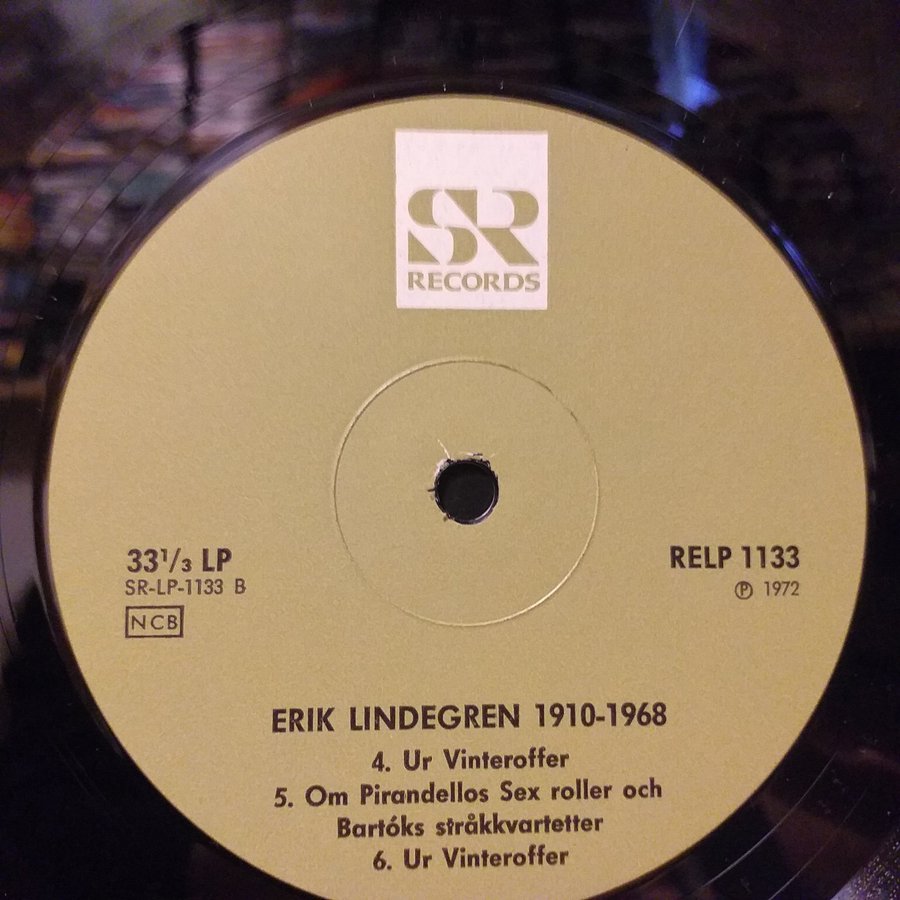 SR
RECORDS
33¹/₃ LP
SR-LP-1133 B
NCB
RELP 1133
Ⓟ 1972
ERIK LINDEGREN 1910-1968
4. Ur Vinteroffer
5. Om Pirandellos Sex roller och
Bartóks stråkkvartetter
6. Ur Vinteroffer